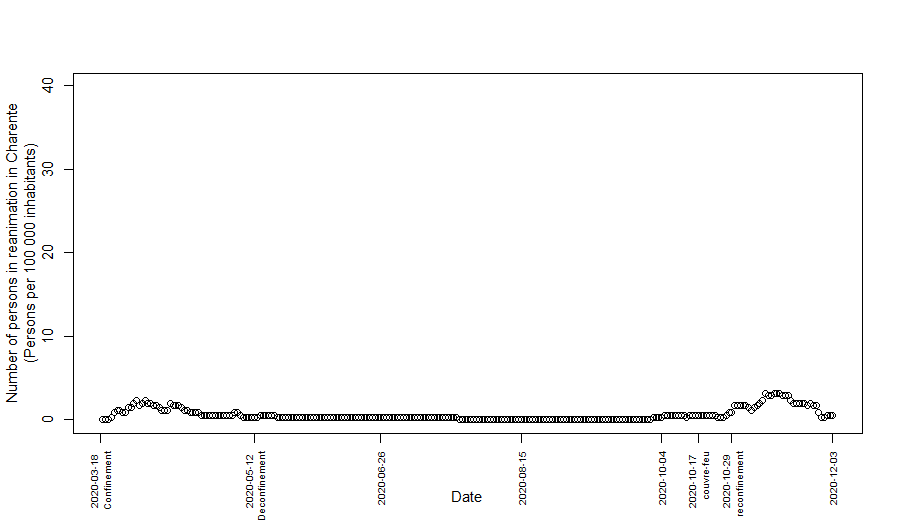 Number of persons in reanimation in Charente
(Persons per 100 000 inhabitants)
40
30
20
10
0
2020-03-18
Confinement
2020-05-12
Deconfinement
2020-06-26
2020-08-15
2020-10-04
2020-10-17
couvre-feu
2020-10-29
reconfinement
2020-12-03
Date